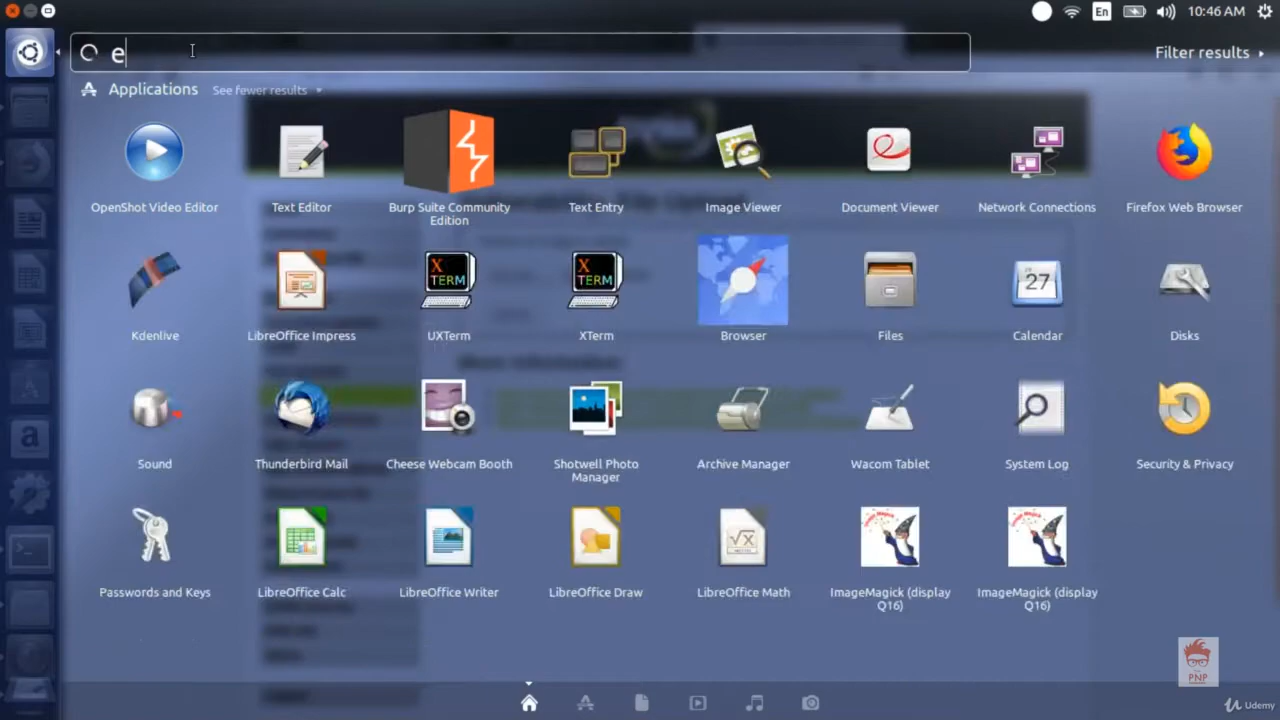 En
10:46 AM
e
Filter results
Applications See fewer results
OpenShot Video Editor
Text Editor
Burp Suite Community
Edition
Text Entry
Image Viewer
Document Viewer
Network Connections
Firefox Web Browser
Kdenlive
LibreOffice Impress
X
TERM
UXTerm
X
TERM
XTerm
Browser
Files
27
Calendar
Disks
Sound
Thunderbird Mail
Cheese Webcam Booth
Shotwell Photo
Manager
Archive Manager
Wacom Tablet
System Log
Security & Privacy
Passwords and Keys
LibreOffice Calc
LibreOffice Writer
LibreOffice Draw
LibreOffice Math
ImageMagick (display
Q16)
ImageMagick (display
Q16)
PNP
Udemy